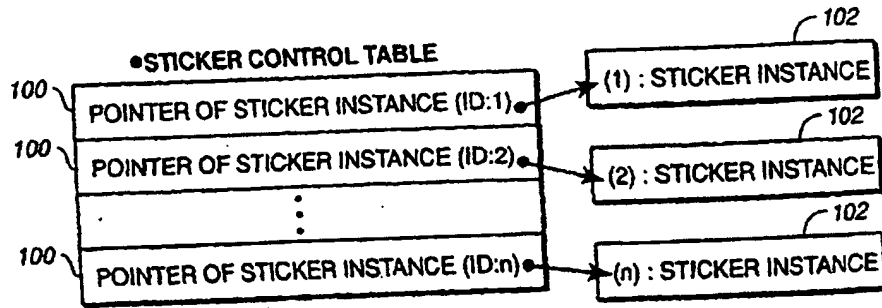 102
●STICKER CONTROL TABLE
100
POINTER OF STICKER INSTANCE (ID:1)
(1) : STICKER INSTANCE
102
100
POINTER OF STICKER INSTANCE (ID:2)
(2) : STICKER INSTANCE
102
100
POINTER OF STICKER INSTANCE (ID:n)
(n) : STICKER INSTANCE